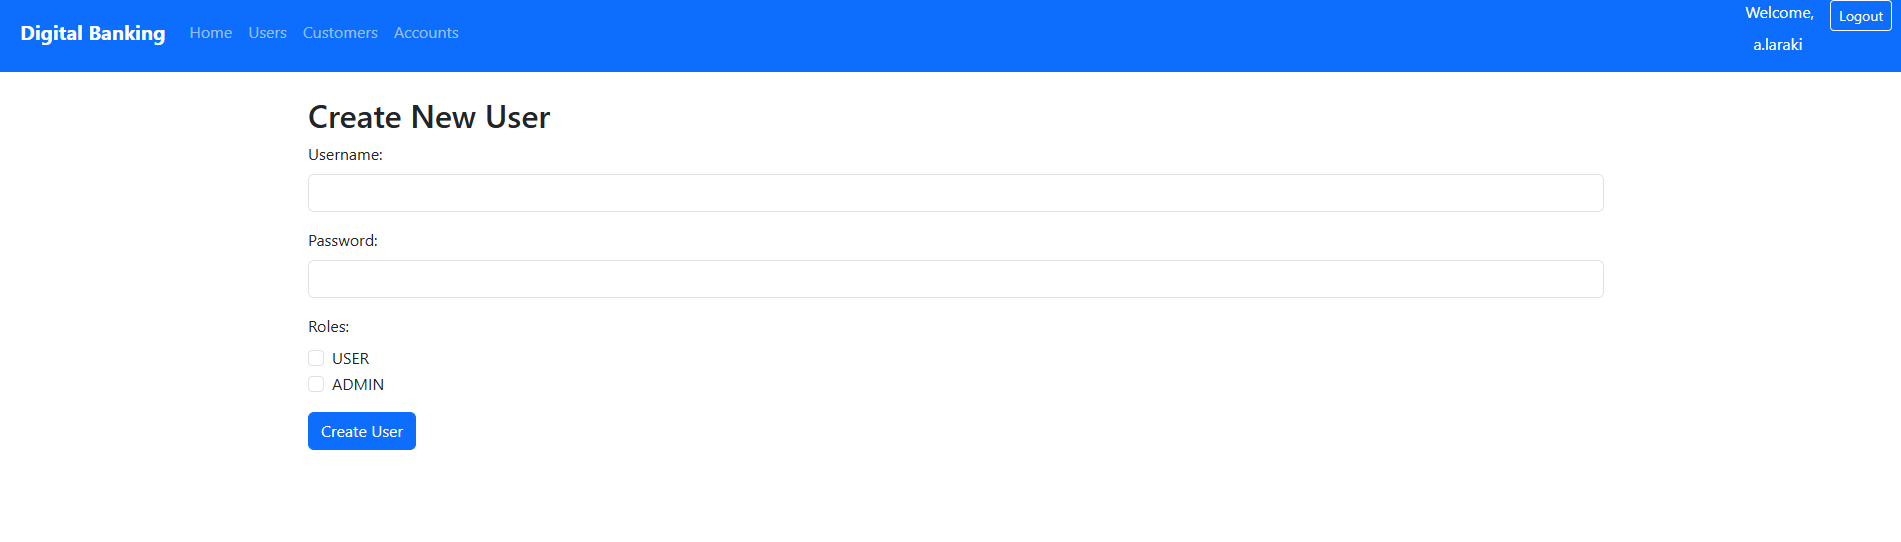 Digital Banking Home Users Customers Accounts
Welcome,
a.laraki
Logout
Create New User
Username:
Password:
Roles:
USER
ADMIN
Create User